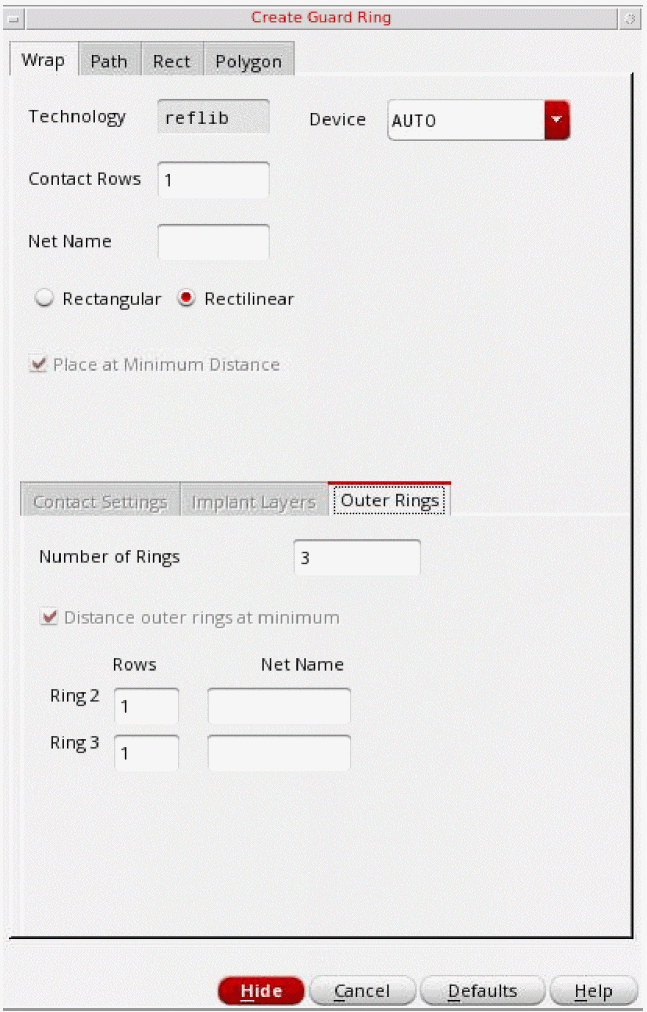 Create Guard Ring
Wrap Path Rect Polygon
Technology reflib Device AUTO
Contact Rows 1
Net Name
Rectangular Rectilinear
Place at Minimum Distance
Contact Settings Implant Layers Outer Rings
Number of Rings 3
Distance outer rings at minimum
Rows Net Name
Ring 2 1
Ring 3 1
Hide Cancel Defaults Help